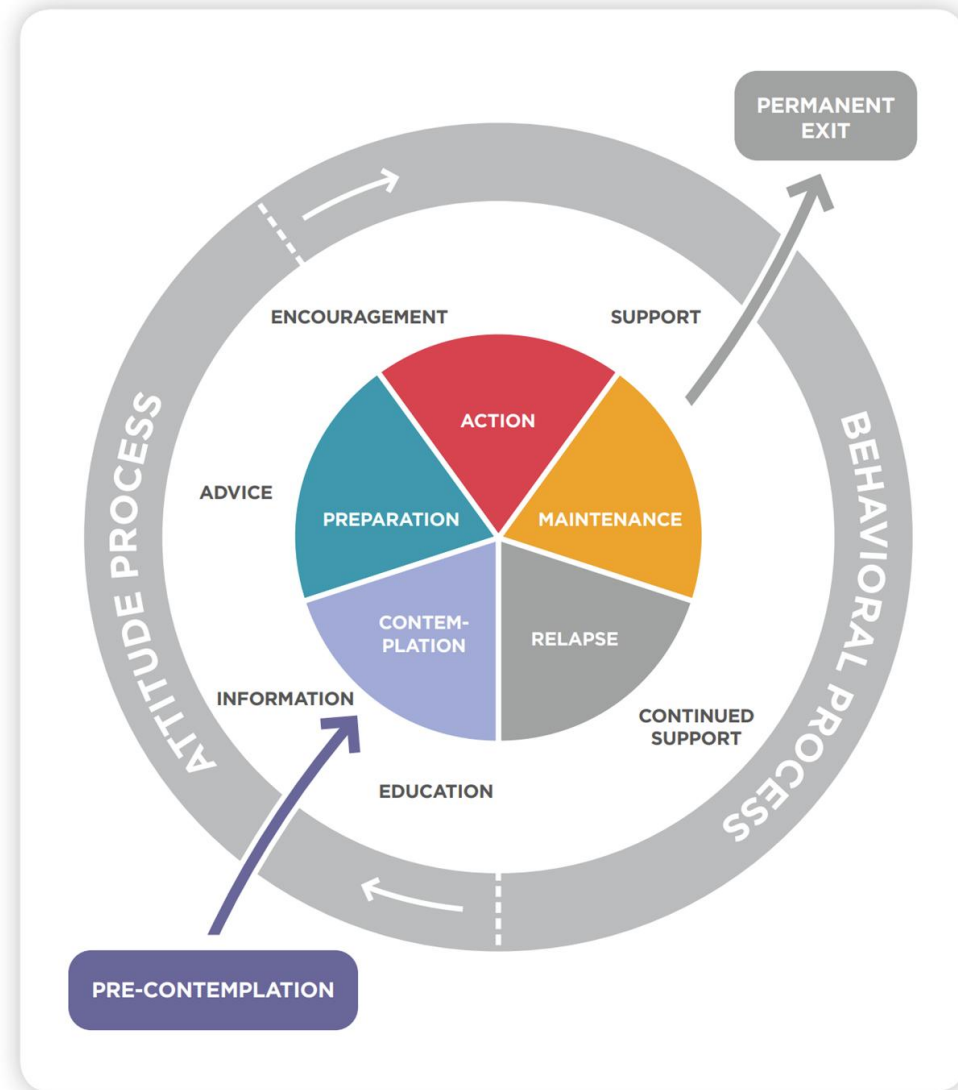 PERMANENT
EXIT
ENCOURAGEMENT
SUPPORT
ACTION
ATTITUDE PROCESS
BEHAVIORAL PROCESS
ADVICE
PREPARATION
MAINTENANCE
CONTEM-
PLATION
RELAPSE
INFORMATION
CONTINUED
SUPPORT
EDUCATION
PRE-CONTEMPLATION